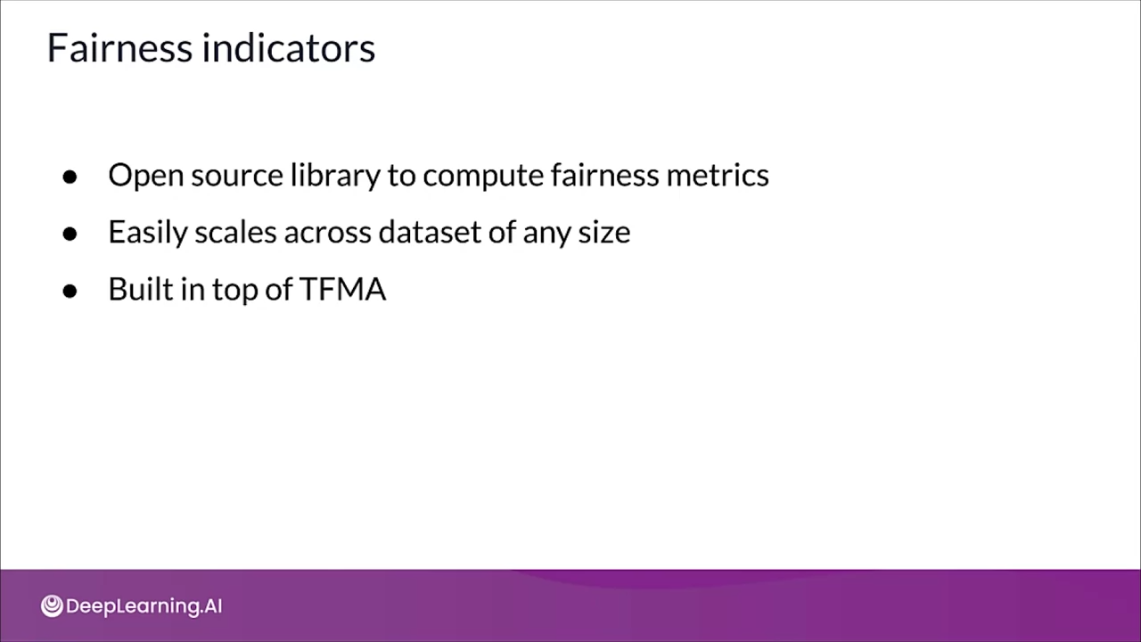 Fairness indicators
● Open source library to compute fairness metrics
● Easily scales across dataset of any size
● Built in top of TFMA
DeepLearning.AI